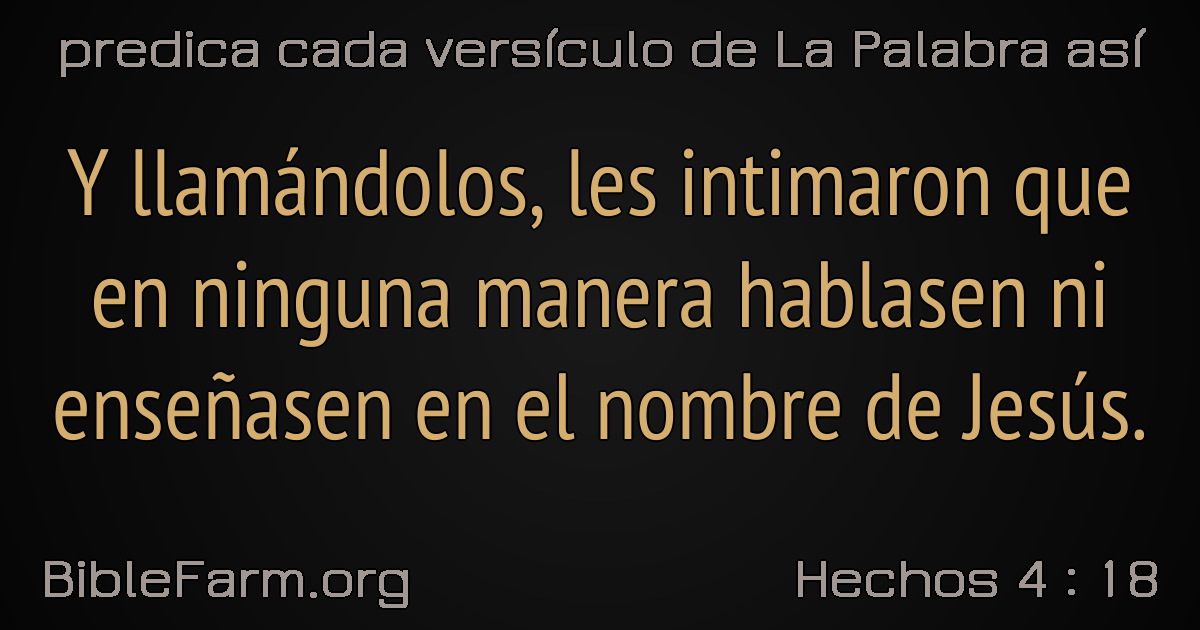 predica cada versículo de La Palabra así
Y llamándolos, les intimaron que
en ninguna manera hablasen ni
enseñasen en el nombre de Jesús.
BibleFarm.org
Hechos 4 : 18